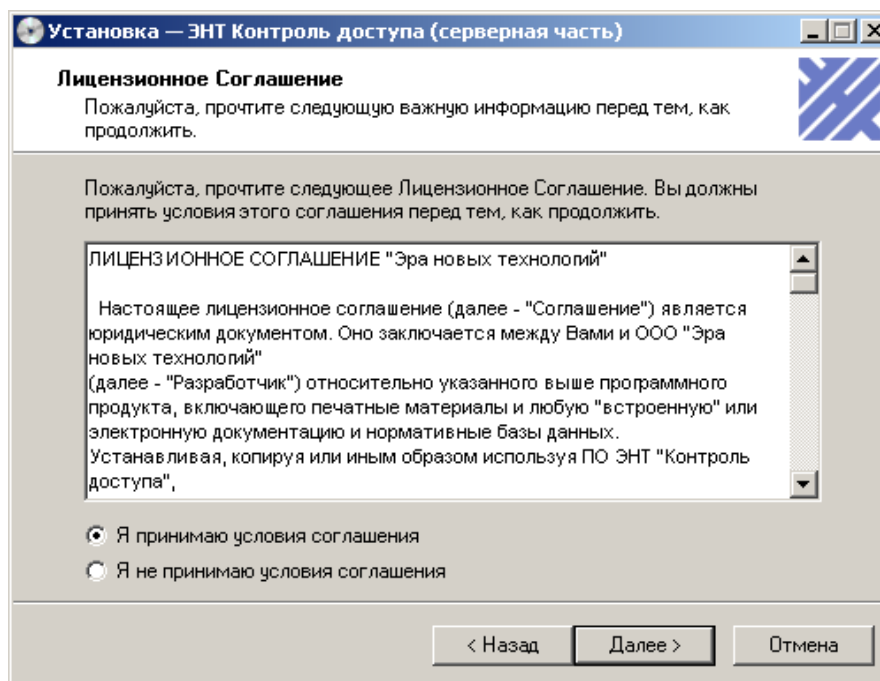 Установка — ЭНТ Контроль доступа (серверная часть)
Лицензионное Соглашение
Пожалуйста, прочтите следующую важную информацию перед тем, как
продолжить.
Пожалуйста, прочтите следующее Лицензионное Соглашение. Вы должны
принять условия этого соглашения перед тем, как продолжить.
ЛИЦЕНЗИОННОЕ СОГЛАШЕНИЕ "Эра новых технологий"
Настоящее лицензионное соглашение (далее - "Соглашение") является
юридическим документом. Оно заключается между Вами и ООО "Эра
новых технологий"
(далее - "Разработчик") относительно указанного выше программного
продукта, включающего печатные материалы и любую "встроенную" или
электронную документацию и нормативные базы данных.
Устанавливая, копируя или иным образом используя ПО ЭНТ "Контроль
доступа",
Я принимаю условия соглашения
Я не принимаю условия соглашения
< Назад
Далее >
Отмена